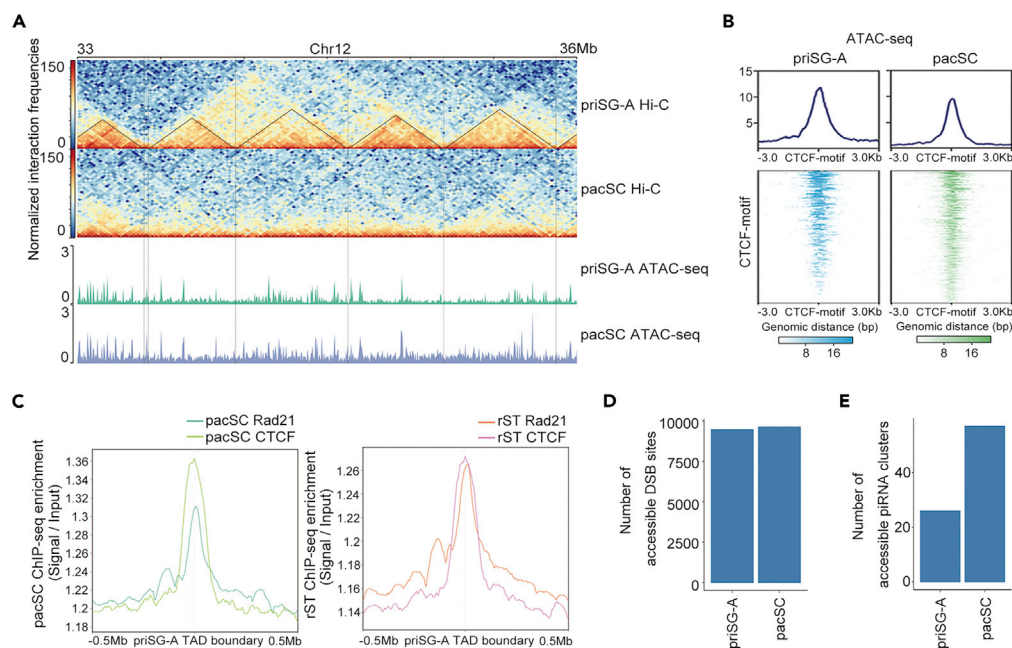 A
33
Chr12
36Mb
Normalized interaction frequencies
150
0
priSG-A Hi-C
150
0
pacSC Hi-C
3
0
priSG-A ATAC-seq
3
0
pacSC ATAC-seq
B
ATAC-seq
priSG-A
pacSC
15
10
5
-3.0 CTCF-motif 3.0Kb
-3.0 CTCF-motif 3.0Kb
CTCF-motif
-3.0 CTCF-motif 3.0Kb
-3.0 CTCF-motif 3.0Kb
Genomic distance (bp)
Genomic distance (bp)
8 16
8 16
C
pacSC Rad21
pacSC CTCF
pacSC ChIP-seq enrichment
(Signal / Input)
1.36
1.34
1.32
1.3
1.28
1.26
1.24
1.22
1.2
1.18
-0.5Mb priSG-A TAD boundary 0.5Mb
rST Rad21
rST CTCF
rST ChIP-seq enrichment
(Signal / Input)
1.26
1.24
1.22
1.2
1.18
1.16
1.14
-0.5Mb priSG-A TAD boundary 0.5Mb
D
Number of
accessible DSB sites
10000
7500
5000
2500
0
priSG-A
pacSC
E
Number of
accessible piRNA clusters
40
20
0
priSG-A
pacSC